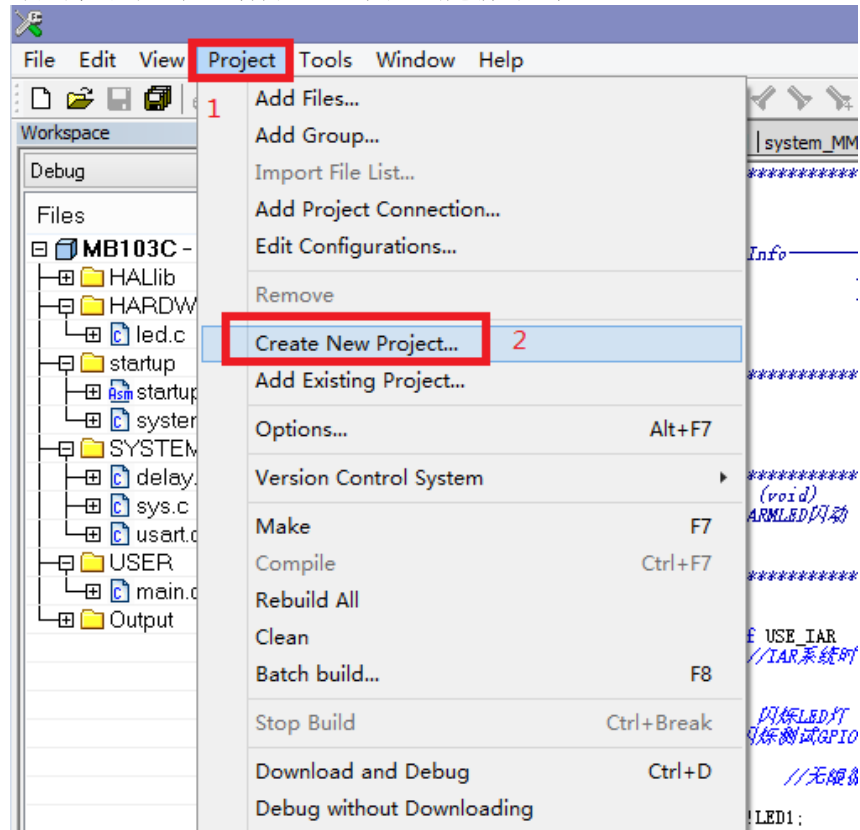 File Edit View Project Tools Window Help
1
Workspace
Debug
Files
MB103C -
HALlib
HARDW
led.c
startup
Asm startup
system
SYSTEM
delay.
sys.c
usart.c
USER
main.c
Output
Add Files...
Add Group...
Import File List...
Add Project Connection...
Edit Configurations...
Remove
Create New Project... 2
Add Existing Project...
Options... Alt+F7
Version Control System
Make F7
Compile Ctrl+F7
Rebuild All
Clean
Batch build... F8
Stop Build Ctrl+Break
Download and Debug Ctrl+D
Debug without Downloading
system_MM
***********
Info
***********
***********
(void)
ARMLED闪动
***********
f USE_IAR
//IAR系统时
闪烁LED灯
闪烁测试GPIO
//无限循
!LED1;